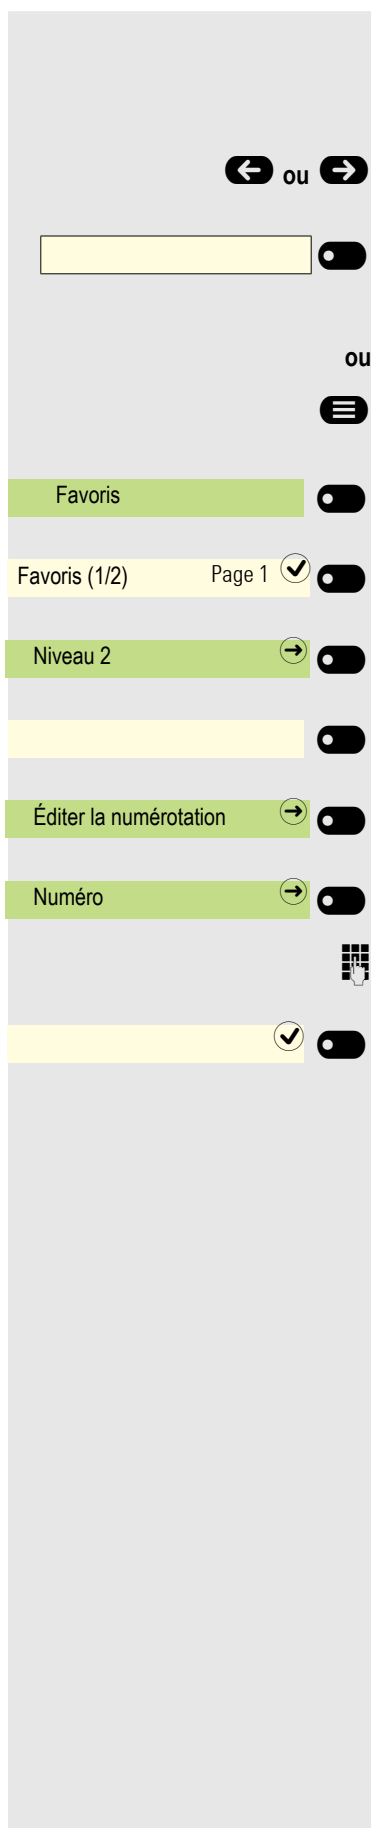 ou
ou
Favoris
Favoris (1/2) Page 1
Niveau 2
Éditer la numérotation
Numéro